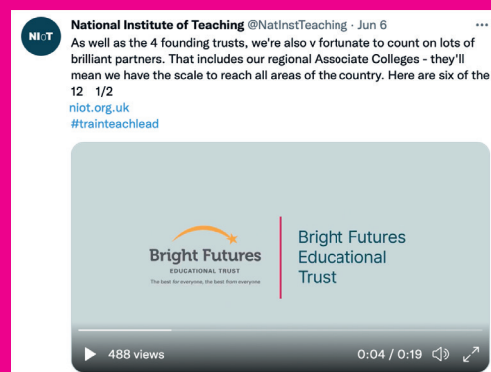 NIoT
National Institute of Teaching @NatInstTeaching · Jun 6 ...
As well as the 4 founding trusts, we're also v fortunate to count on lots of
brilliant partners. That includes our regional Associate Colleges - they'll
mean we have the scale to reach all areas of the country. Here are six of the
12 1/2
niot.org.uk
#trainteachlead
Bright Futures
EDUCATIONAL TRUST
The best for everyone, the best from everyone
Bright Futures
Educational
Trust
488 views 0:04 / 0:19